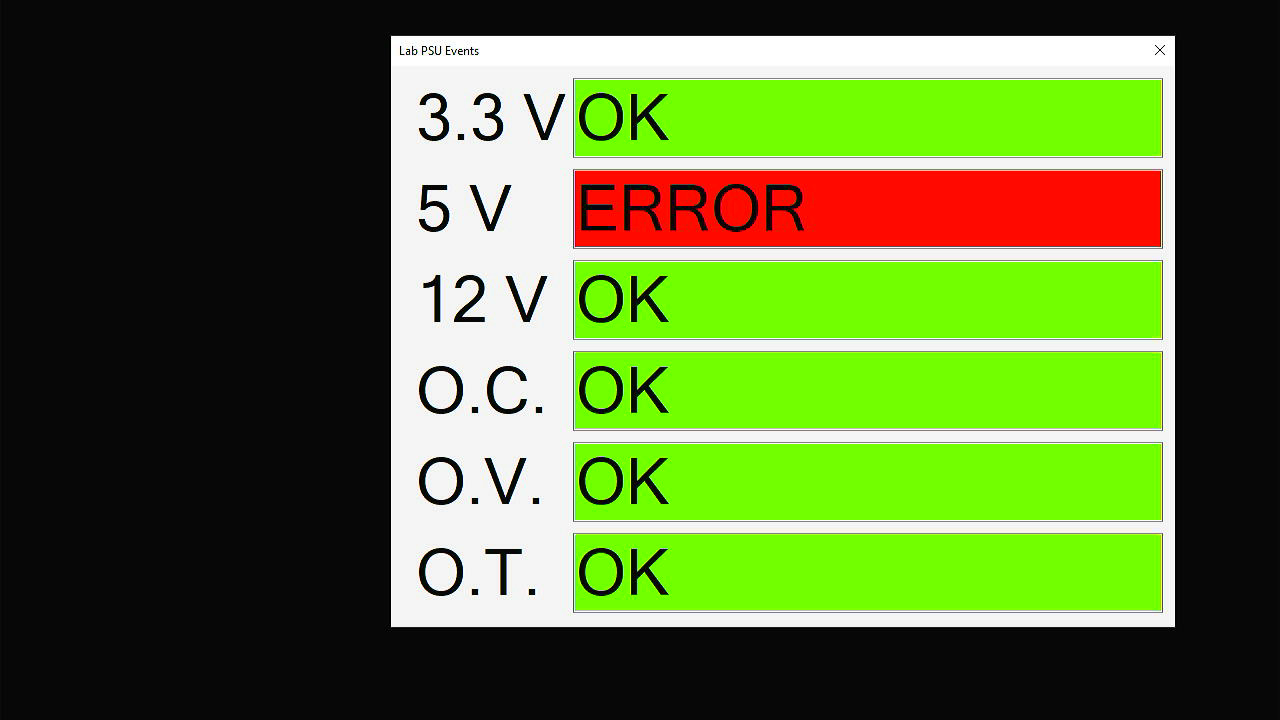 Lab PSU Events
3.3 V OK
5 V ERROR
12 V OK
O.C. OK
O.V. OK
O.T. OK